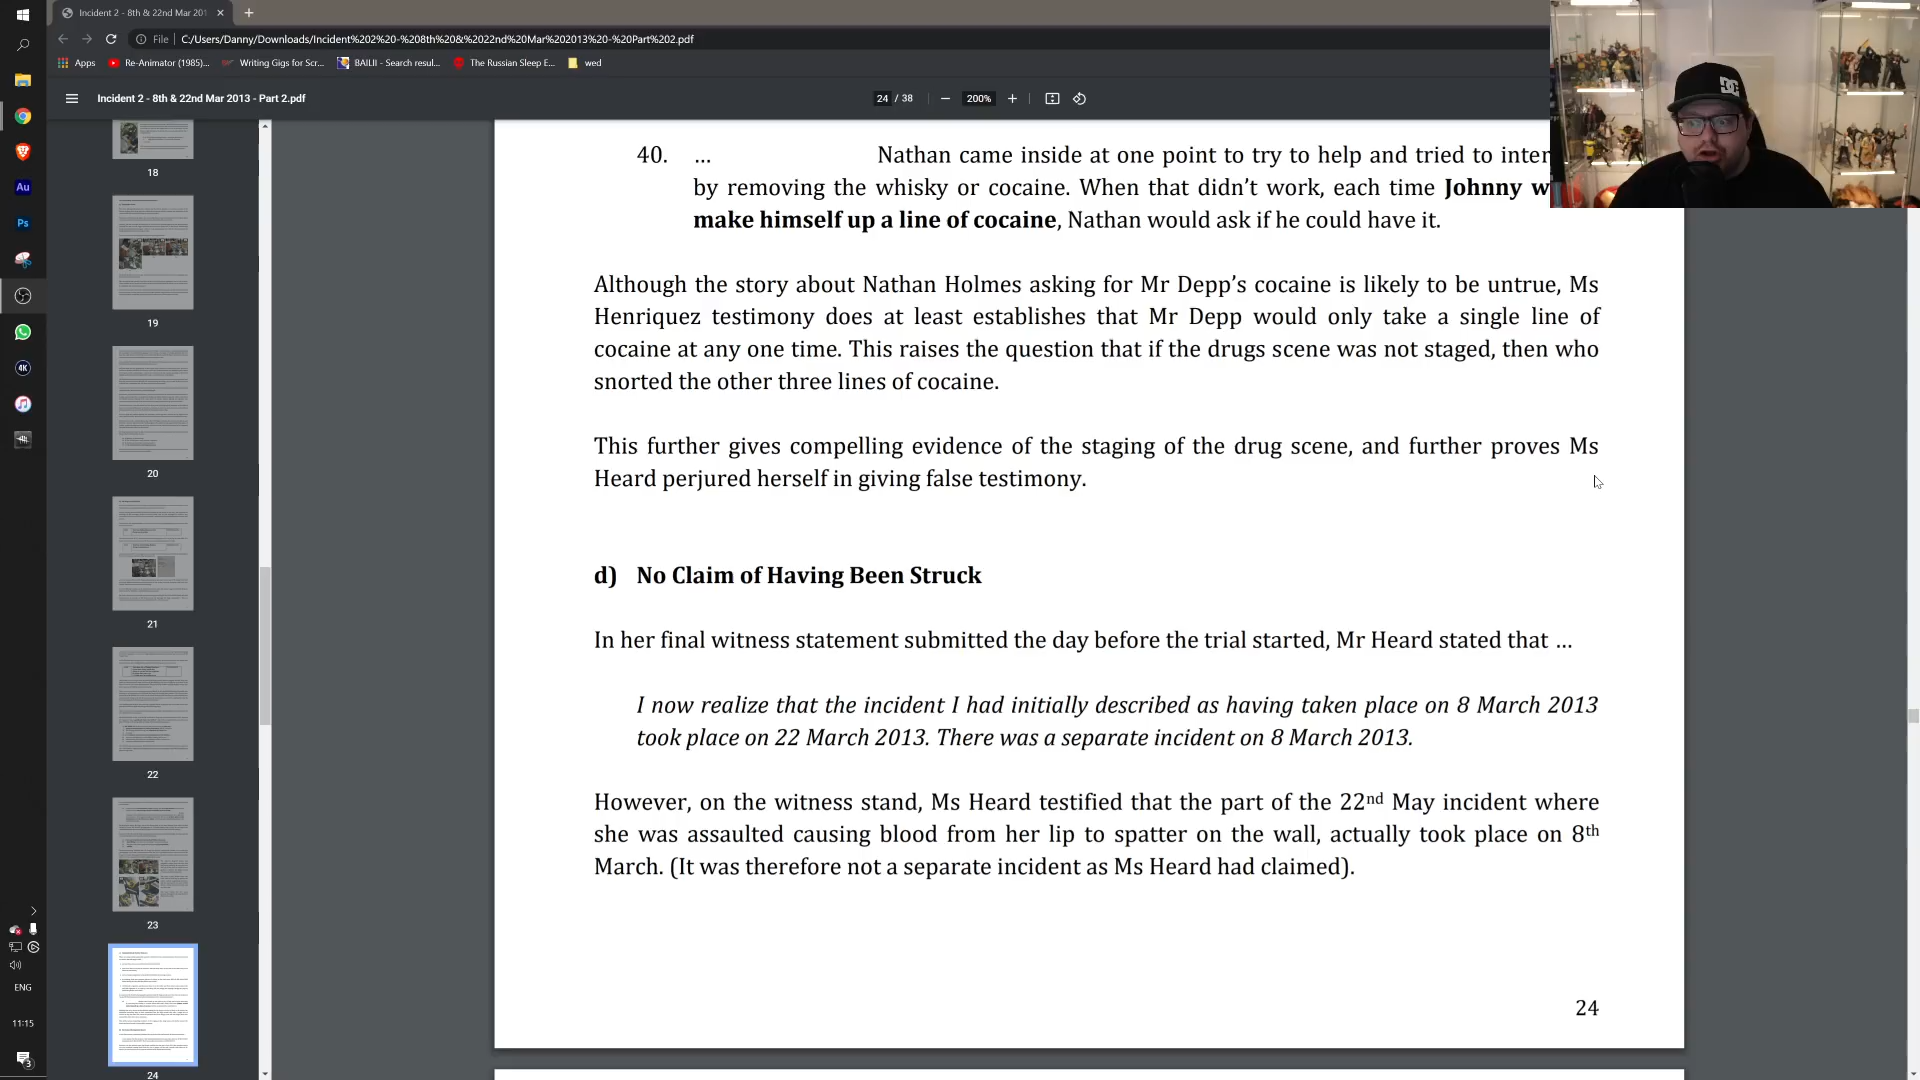 Incident 2 - 8th & 22nd Mar 201
File
C:/Users/Danny/Downloads/Incident%202%20-%208th%20&%2022nd%20Mar%202013%20-%20Part%202.pdf
Apps
Re-Animator (1985)...
Writing Gigs for Scr...
BAILII - Search resul...
The Russian Sleep E...
wed
Incident 2 - 8th & 22nd Mar 2013 - Part 2.pdf
24 / 38
200%
18
19
20
21
22
23
24
40. … Nathan came inside at one point to try to help and tried to inter
by removing the whisky or cocaine. When that didn’t work, each time Johnny w
make himself up a line of cocaine, Nathan would ask if he could have it.
Although the story about Nathan Holmes asking for Mr Depp’s cocaine is likely to be untrue, Ms
Henriquez testimony does at least establishes that Mr Depp would only take a single line of
cocaine at any one time. This raises the question that if the drugs scene was not staged, then who
snorted the other three lines of cocaine.
This further gives compelling evidence of the staging of the drug scene, and further proves Ms
Heard perjured herself in giving false testimony.
d) No Claim of Having Been Struck
In her final witness statement submitted the day before the trial started, Mr Heard stated that …
I now realize that the incident I had initially described as having taken place on 8 March 2013
took place on 22 March 2013. There was a separate incident on 8 March 2013.
However, on the witness stand, Ms Heard testified that the part of the 22nd May incident where
she was assaulted causing blood from her lip to spatter on the wall, actually took place on 8th
March. (It was therefore not a separate incident as Ms Heard had claimed).
24
Au
Ps
4K
ENG
11:15
3
DC